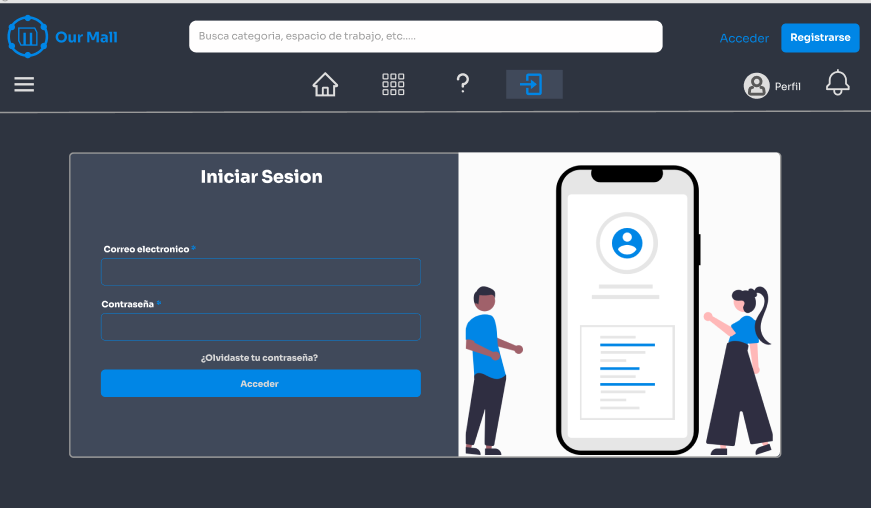 Our Mall
Busca categoria, espacio de trabajo, etc.....
Acceder
Registrarse
?
Perfil
Iniciar Sesion
Correo electronico *
Contraseña *
¿Olvidaste tu contraseña?
Acceder